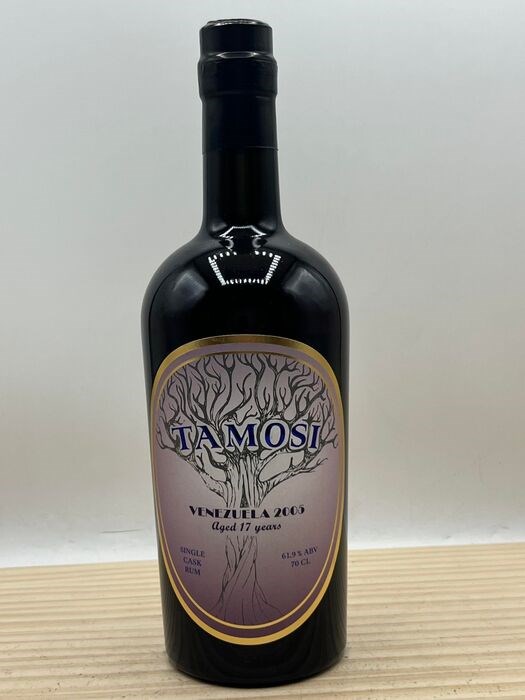 TAMOSI
VENEZUELA 2005
Aged 17 years
SINGLE
CASK
RUM
61.9% ABV
70 CL